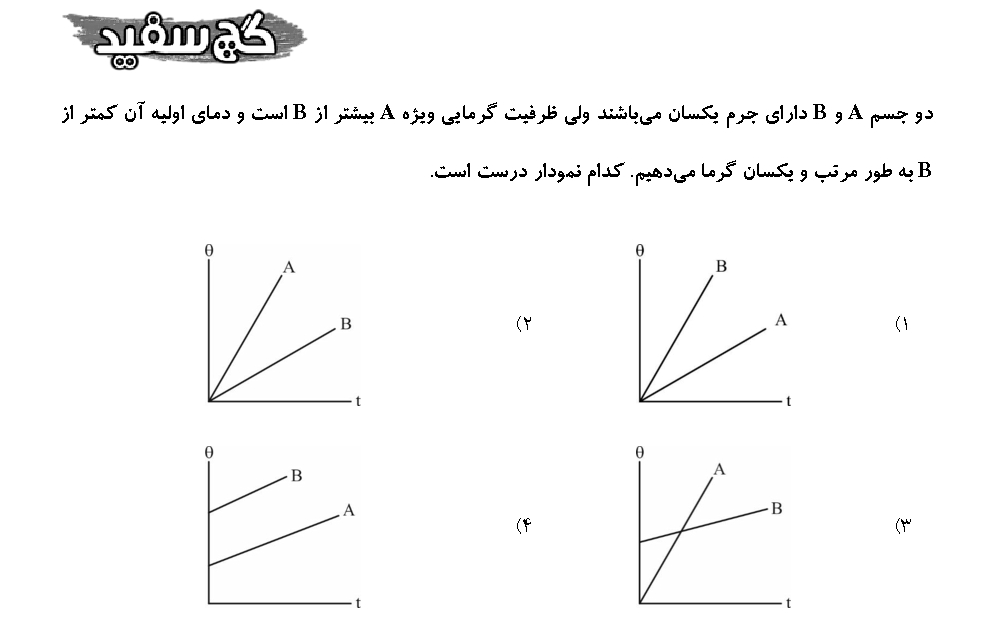 گچ سفید
دو جسم A و B دارای جرم یکسان می‌باشند ولی ظرفیت گرمایی ویژه A بیشتر از B است و دمای اولیه آن کمتر از
B به طور مرتب و یکسان گرما می‌دهیم. کدام نمودار درست است.
۱)
θ
B
A
t
۲)
θ
A
B
t
۳)
θ
A
B
t
۴)
θ
B
A
t